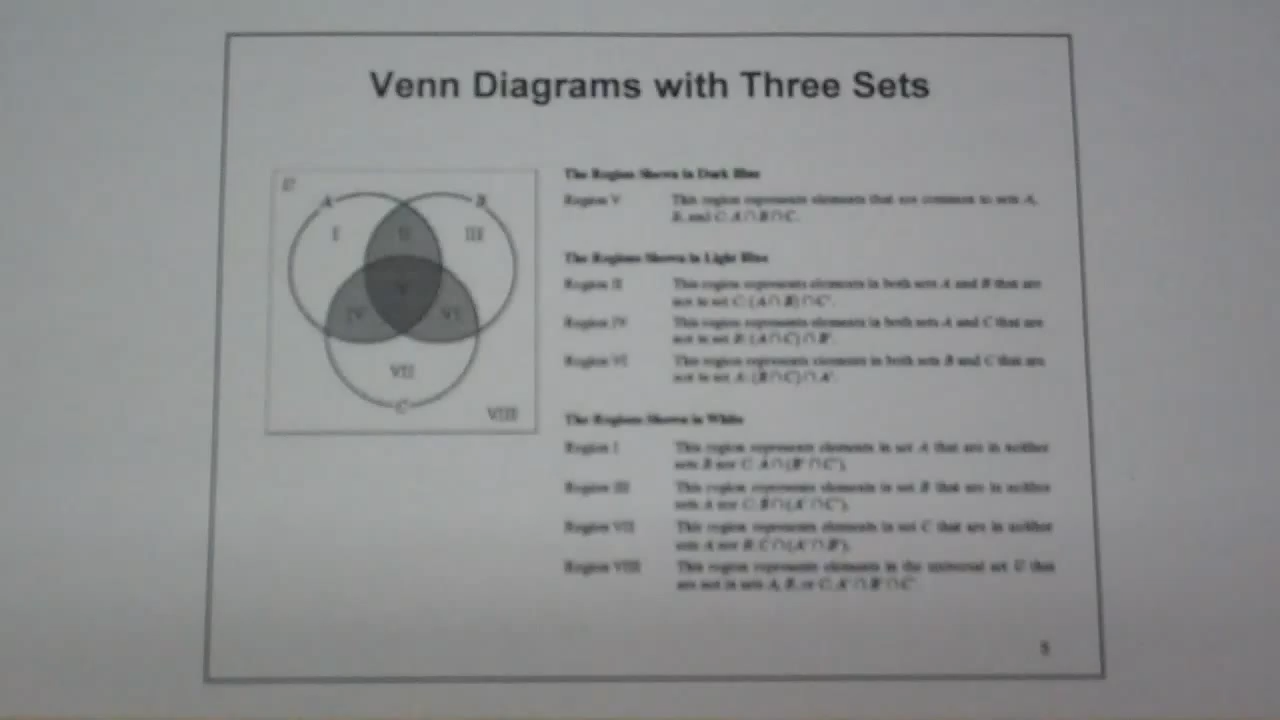 Venn Diagrams with Three Sets
U
A
B
I
II
III
V
IV
VI
VII
C
VIII
The Region Shown in Dark Blue
Region V This region represents elements that are common to sets A,
B, and C: A ∩ B ∩ C.
The Regions Shown in Light Blue
Region II This region represents elements in both sets A and B that are
not in set C: (A ∩ B) ∩ C'.
Region IV This region represents elements in both sets A and C that are
not in set B: (A ∩ C) ∩ B'.
Region VI This region represents elements in both sets B and C that are
not in set A: (B ∩ C) ∩ A'.
The Regions Shown in White
Region I This region represents elements in set A that are in neither
sets B nor C: A ∩ (B' ∩ C').
Region III This region represents elements in set B that are in neither
sets A nor C: B ∩ (A' ∩ C').
Region VII This region represents elements in set C that are in neither
sets A nor B: C ∩ (A' ∩ B').
Region VIII This region represents elements in the universal set U that
are not in sets A, B, or C: A' ∩ B' ∩ C'
5